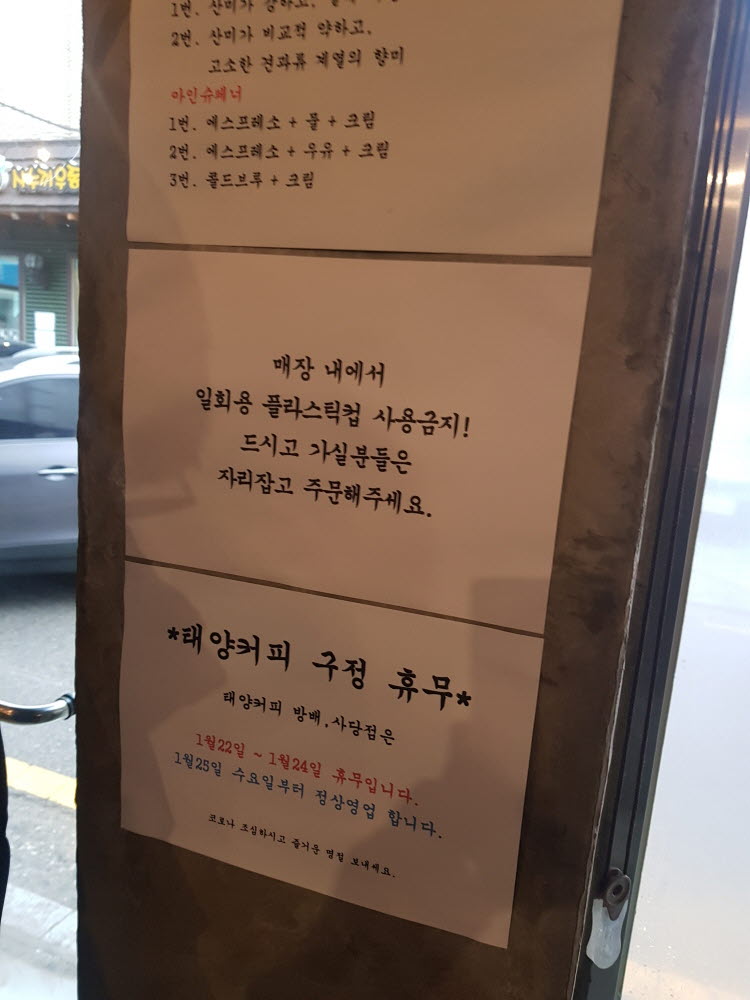 1번. 산미가 강하고,
2번. 산미가 비교적 약하고,
고소한 견과류 계열의 향미
아인슈페너
1번. 에스프레소 + 물 + 크림
2번. 에스프레소 + 우유 + 크림
3번. 콜드브루 + 크림
매장 내에서
일회용 플라스틱컵 사용금지!
드시고 가실분들은
자리잡고 주문해주세요.
*태양커피 구정 휴무*
태양커피 방배,사당점은
1월22일 ~ 1월24일 휴무입니다.
1월25일 수요일부터 정상영업 합니다.
코로나 조심하시고 즐거운 명절 보내세요.